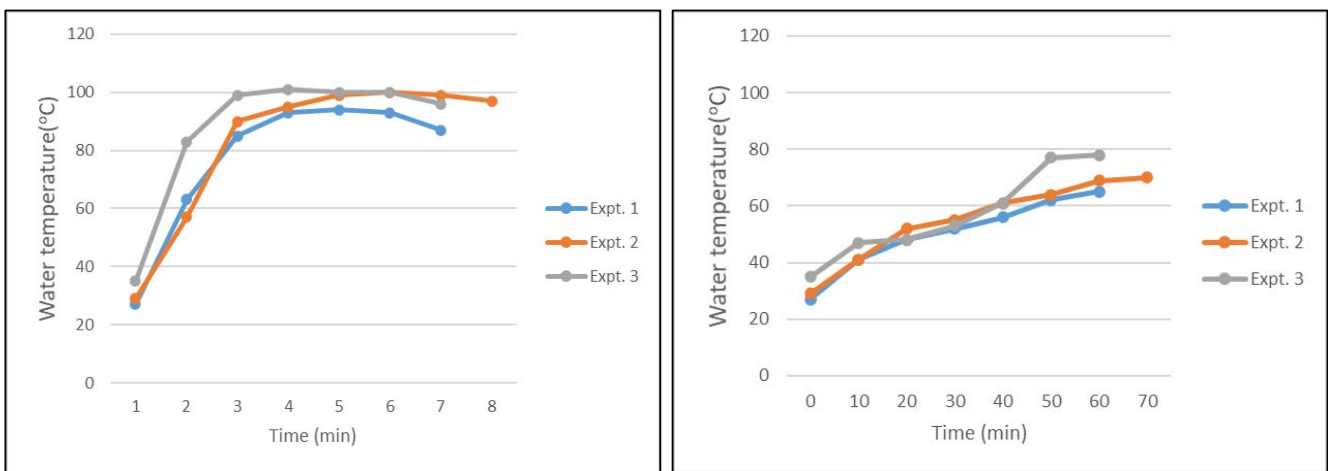 120
100
80
60
40
20
0
Water temperature(°C)
1 2 3 4 5 6 7 8
Time (min)
Expt. 1
Expt. 2
Expt. 3
120
100
80
60
40
20
0
Water temperature(°C)
0 10 20 30 40 50 60 70
Time (min)
Expt. 1
Expt. 2
Expt. 3